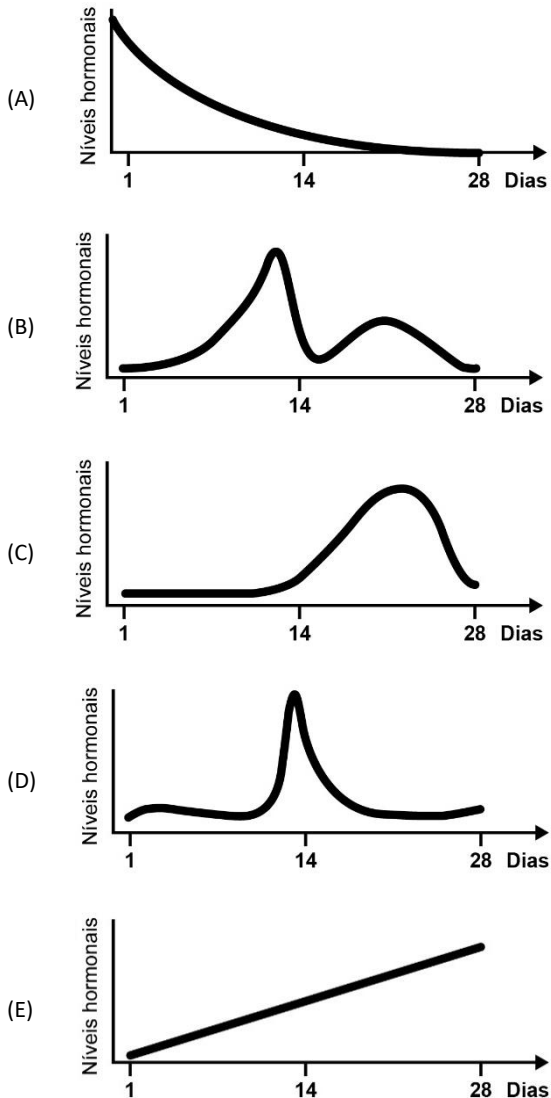 (A)
Níveis hormonais
1 14 28 Dias
(B)
Níveis hormonais
1 14 28 Dias
(C)
Níveis hormonais
1 14 28 Dias
(D)
Níveis hormonais
1 14 28 Dias
(E)
Níveis hormonais
1 14 28 Dias